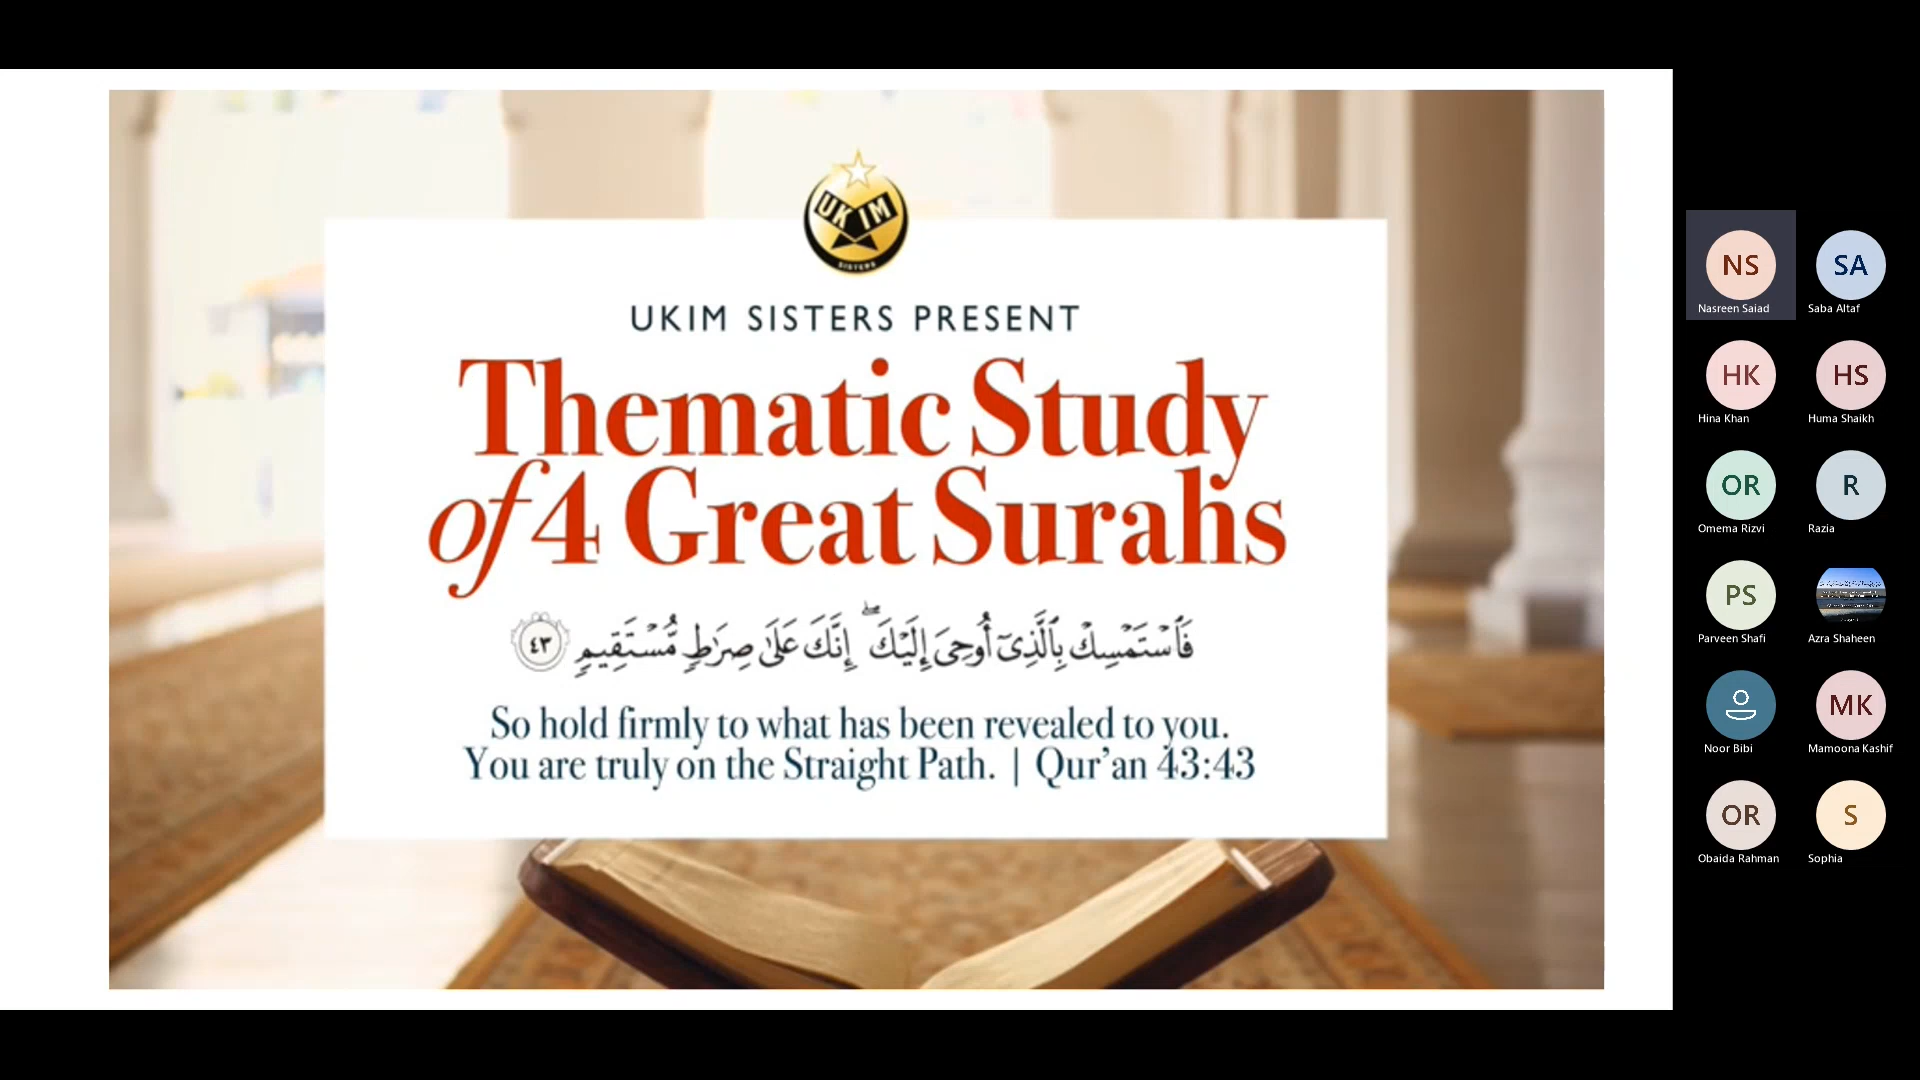 UKIM
SISTERS
UKIM SISTERS PRESENT
Thematic Study
of 4 Great Surahs
فَٱسْتَمْسِكْ بِٱلَّذِىٓ أُوحِىَ إِلَيْكَ ۖ إِنَّكَ عَلَىٰ صِرَٰطٍ مُّسْتَقِيمٍ ٤٣
So hold firmly to what has been revealed to you.
You are truly on the Straight Path. | Qur’an 43:43
NS
Nasreen Saiad
SA
Saba Altaf
HK
Hina Khan
HS
Huma Shaikh
OR
Omema Rizvi
R
Razia
PS
Parveen Shafi
Azra Shaheen
Noor Bibi
MK
Mamoona Kashif
OR
Obaida Rahman
S
Sophia